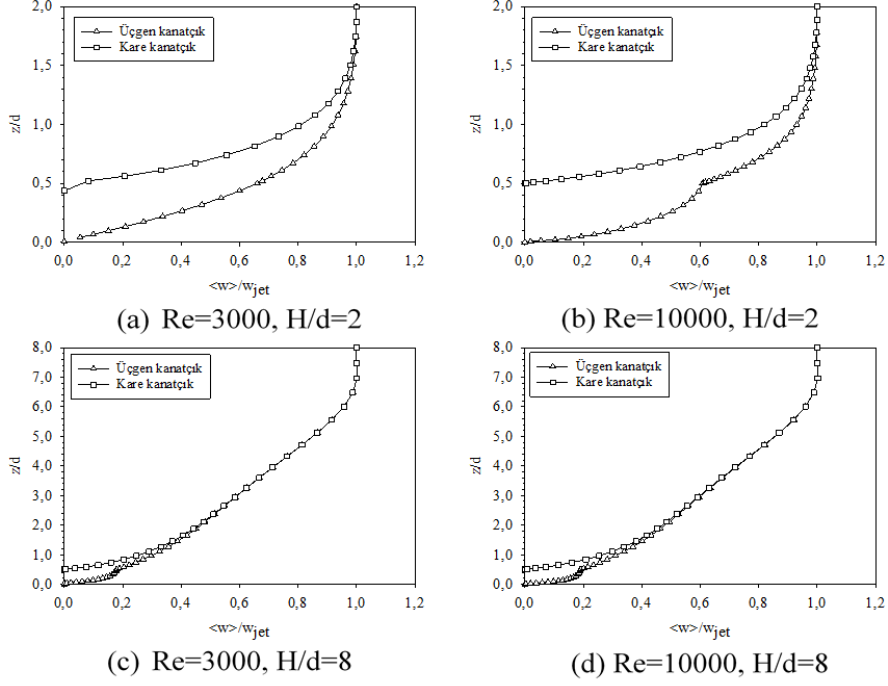 2,0
Üçgen kanatçık
Kare kanatçık
1,5
z/d
1,0
0,5
0,0
0,0 0,2 0,4 0,6 0,8 1,0 1,2
<w>/wjet
(a) Re=3000, H/d=2
2,0
Üçgen kanatçık
Kare kanatçık
1,5
z/d
1,0
0,5
0,0
0,0 0,2 0,4 0,6 0,8 1,0 1,2
<w>/wjet
(b) Re=10000, H/d=2
8,0
Üçgen kanatçık
Kare kanatçık
7,0
6,0
5,0
z/d
4,0
3,0
2,0
1,0
0,0
0,0 0,2 0,4 0,6 0,8 1,0 1,2
<w>/wjet
(c) Re=3000, H/d=8
8,0
Üçgen kanatçık
Kare kanatçık
7,0
6,0
5,0
z/d
4,0
3,0
2,0
1,0
0,0
0,0 0,2 0,4 0,6 0,8 1,0 1,2
<w>/wjet
(d) Re=10000, H/d=8